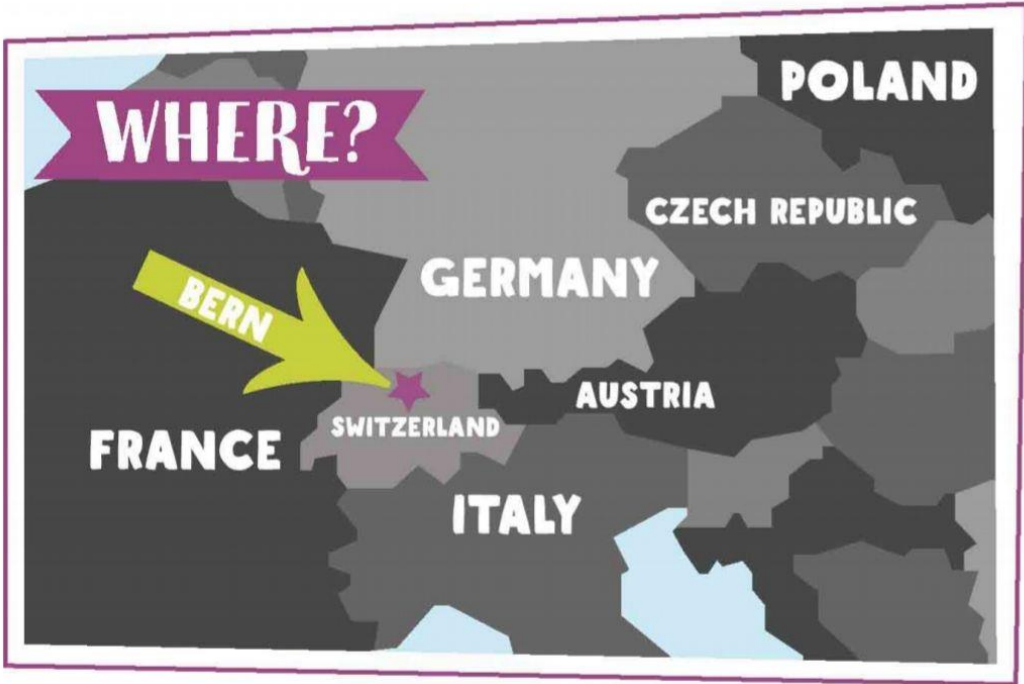 WHERE?
POLAND
CZECH REPUBLIC
GERMANY
BERN
AUSTRIA
SWITZERLAND
FRANCE
ITALY